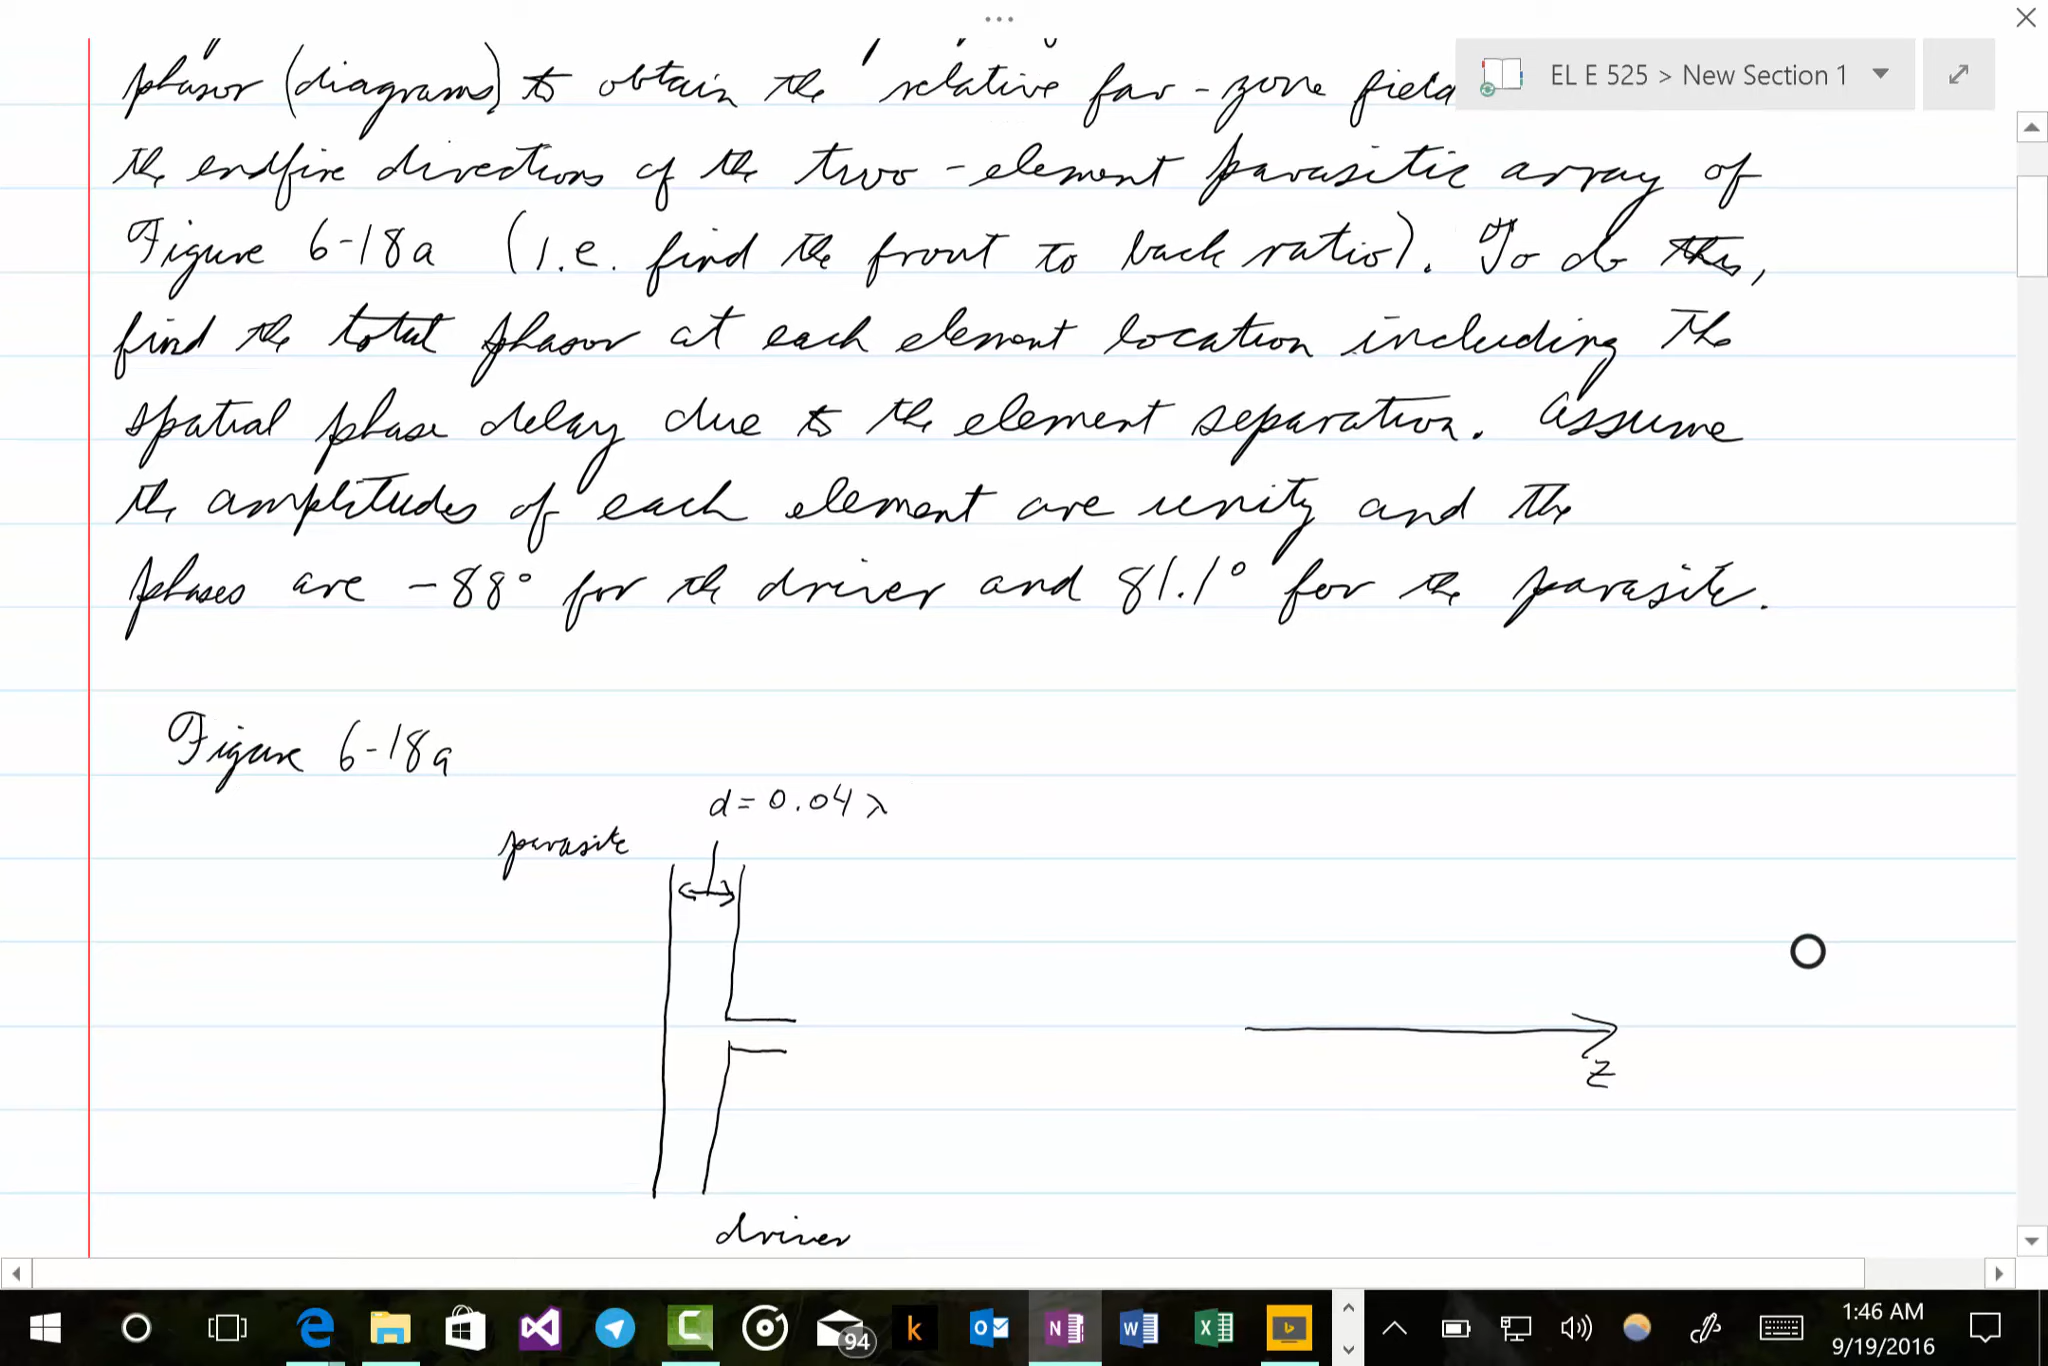 EL E 525 > New Section 1
phasor (diagrams) to obtain the relative far-zone field
the endfire directions of the two-element parasitic array of
Figure 6-18a (i.e. find the front to back ratio). To do this,
find the total phasor at each element location including the
spatial phase delay due to the element separation. Assume
the amplitudes of each element are unity and the
phases are -88° for the driver and 81.1° for the parasite.
Figure 6-18a
d = 0.04 λ
parasite
z
driver
94
k
1:46 AM
9/19/2016